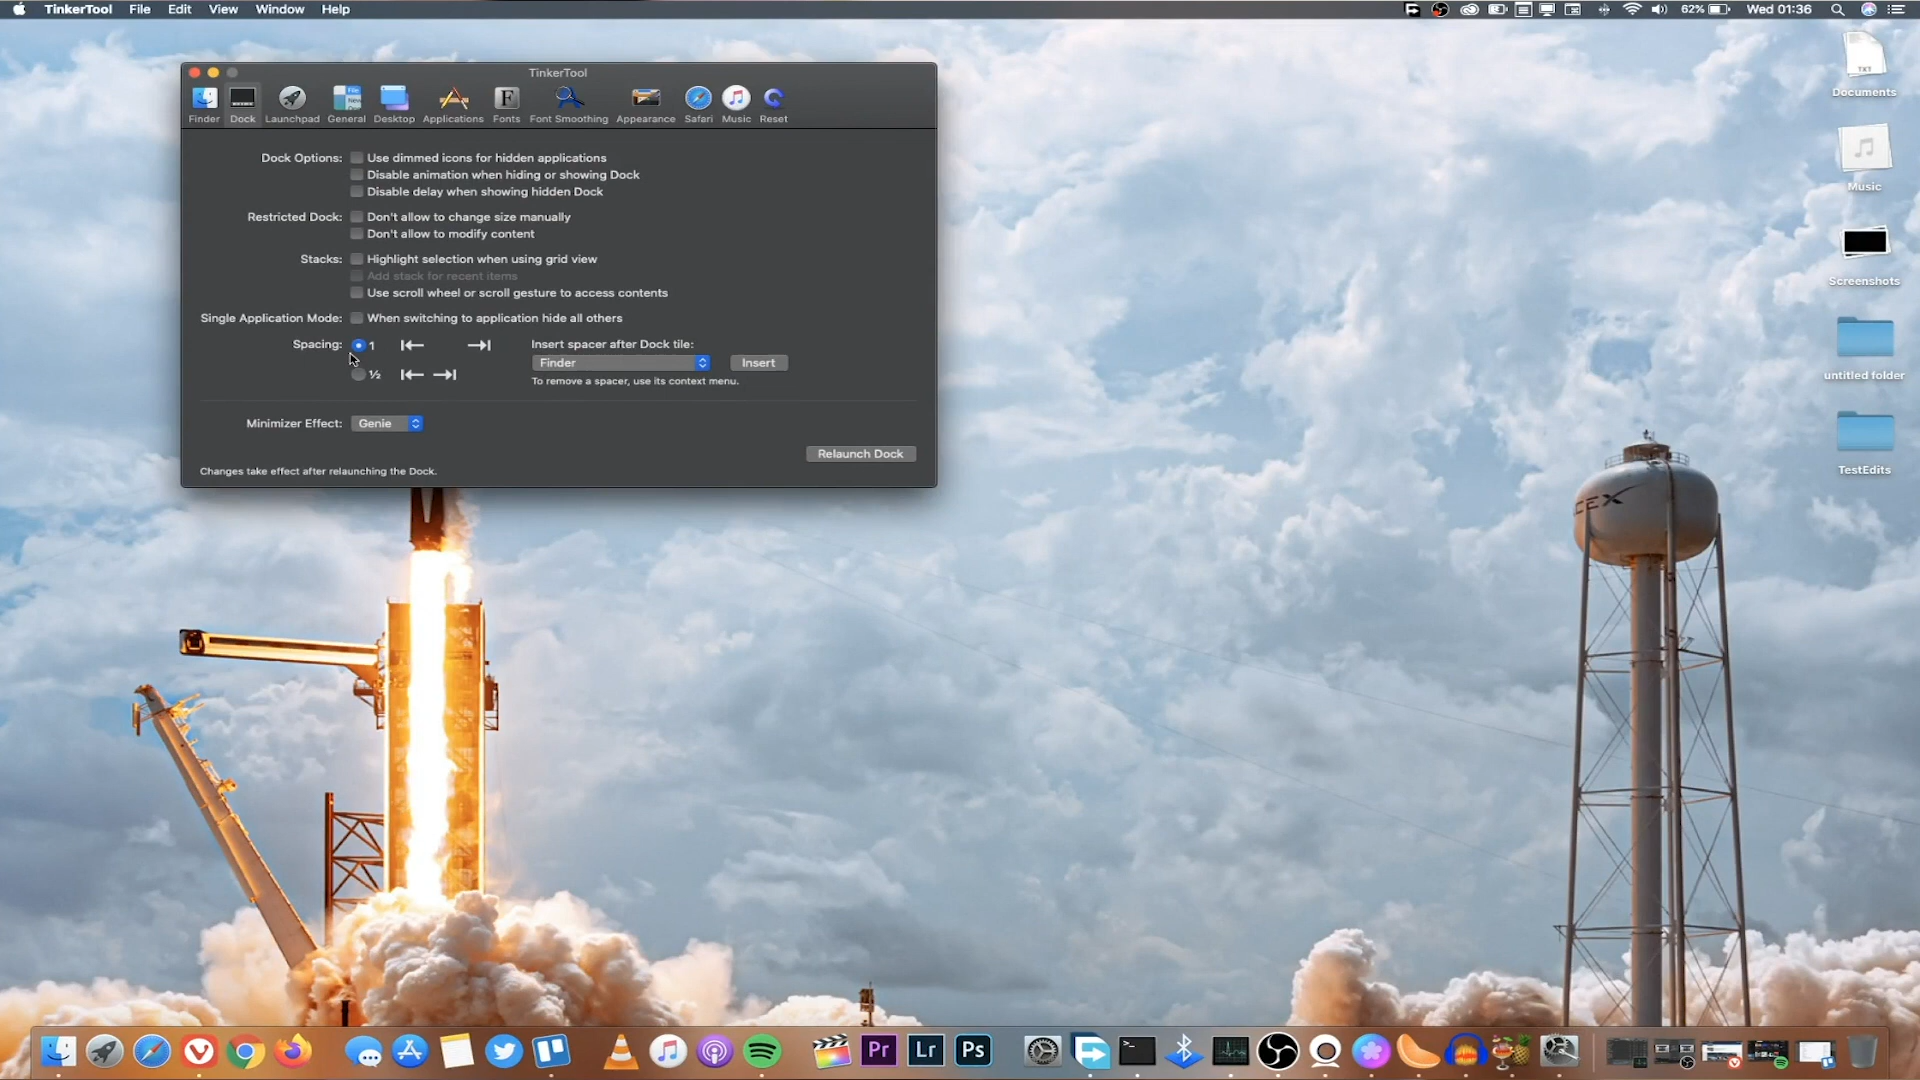 TinkerTool File Edit View Window Help
62% Wed 01:36
TinkerTool
Finder Dock Launchpad General Desktop Applications Fonts Font Smoothing Appearance Safari Music Reset
Dock Options: Use dimmed icons for hidden applications
Disable animation when hiding or showing Dock
Disable delay when showing hidden Dock
Restricted Dock: Don't allow to change size manually
Don't allow to modify content
Stacks: Highlight selection when using grid view
Add stack for recent items
Use scroll wheel or scroll gesture to access contents
Single Application Mode: When switching to application hide all others
Spacing: 1
½
Insert spacer after Dock tile:
Finder Insert
To remove a spacer, use its context menu.
Minimizer Effect: Genie
Relaunch Dock
Changes take effect after relaunching the Dock.
TXT
Documents
Music
Screenshots
untitled folder
TestEdits
CEX
Pr Lr Ps